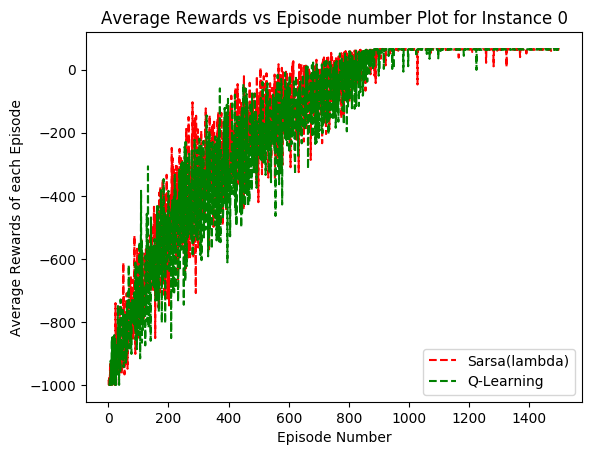 Average Rewards vs Episode number Plot for Instance 0
Average Rewards of each Episode
0
−200
−400
−600
−800
−1000
0 200 400 600 800 1000 1200 1400
Episode Number
Sarsa(lambda)
Q-Learning